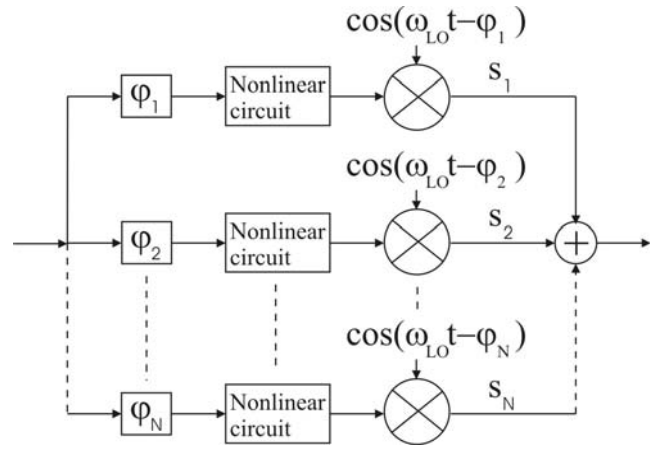 cos(ω_LO t−φ_1)
φ_1
Nonlinear
circuit
s_1
cos(ω_LO t−φ_2)
φ_2
Nonlinear
circuit
s_2
+
cos(ω_LO t−φ_N)
φ_N
Nonlinear
circuit
s_N